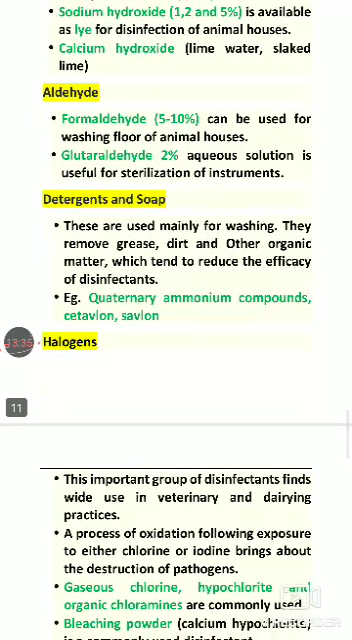 • Sodium hydroxide (1,2 and 5%) is available
as lye for disinfection of animal houses.
• Calcium hydroxide (lime water, slaked
lime)
Aldehyde
• Formaldehyde (5-10%) can be used for
washing floor of animal houses.
• Glutaraldehyde 2% aqueous solution is
useful for sterilization of instruments.
Detergents and Soap
• These are used mainly for washing. They
remove grease, dirt and Other organic
matter, which tend to reduce the efficacy
of disinfectants.
• Eg. Quaternary ammonium compounds,
cetavlon, savlon
13:35
Halogens
11
• This important group of disinfectants finds
wide use in veterinary and dairying
practices.
• A process of oxidation following exposure
to either chlorine or iodine brings about
the destruction of pathogens.
• Gaseous chlorine, hypochlorite and
organic chloramines are commonly used
• Bleaching powder (calcium hypochlorite)
is a commonly used disinfectant